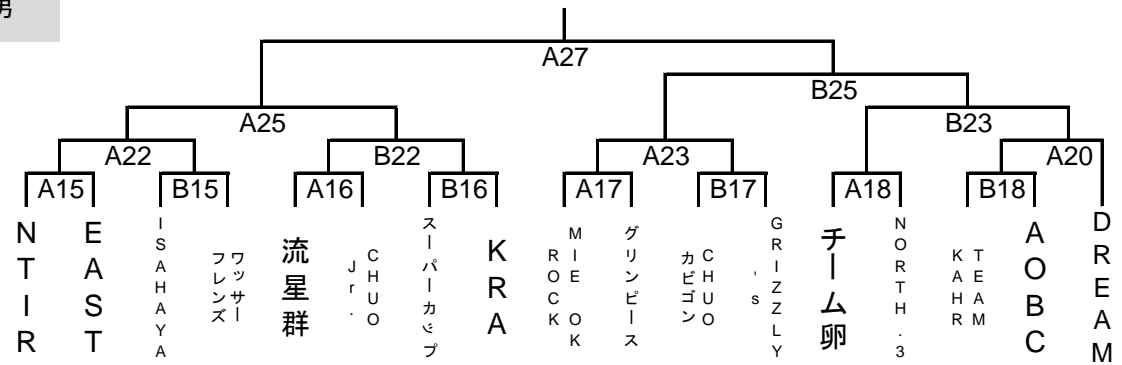 男
A27
B25
A25
B23
A22
B22
A23
A20
A15
B15
A16
B16
A17
B17
A18
B18
NTIR
EAST
ISAHAYA
ワッサー
フレンズ
流星群
CHUO
Jr.
スーパーカップ
KRA
MIE OK
ROCK
グリンピース
CHUO
カビゴン
GRIZZLY
's
チーム卵
NORTH.3
TEAM
KAHR
AOBC
DREAM